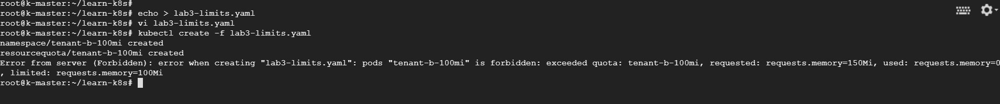 root@k-master:~/learn-k8s#
root@k-master:~/learn-k8s# echo > lab3-limits.yaml
root@k-master:~/learn-k8s# vi lab3-limits.yaml
root@k-master:~/learn-k8s# kubectl create -f lab3-limits.yaml
namespace/tenant-b-100mi created
resourcequota/tenant-b-100mi created
Error from server (Forbidden): error when creating "lab3-limits.yaml": pods "tenant-b-100mi" is forbidden: exceeded quota: tenant-b-100mi, requested: requests.memory=150Mi, used: requests.memory=0
, limited: requests.memory=100Mi
root@k-master:~/learn-k8s#